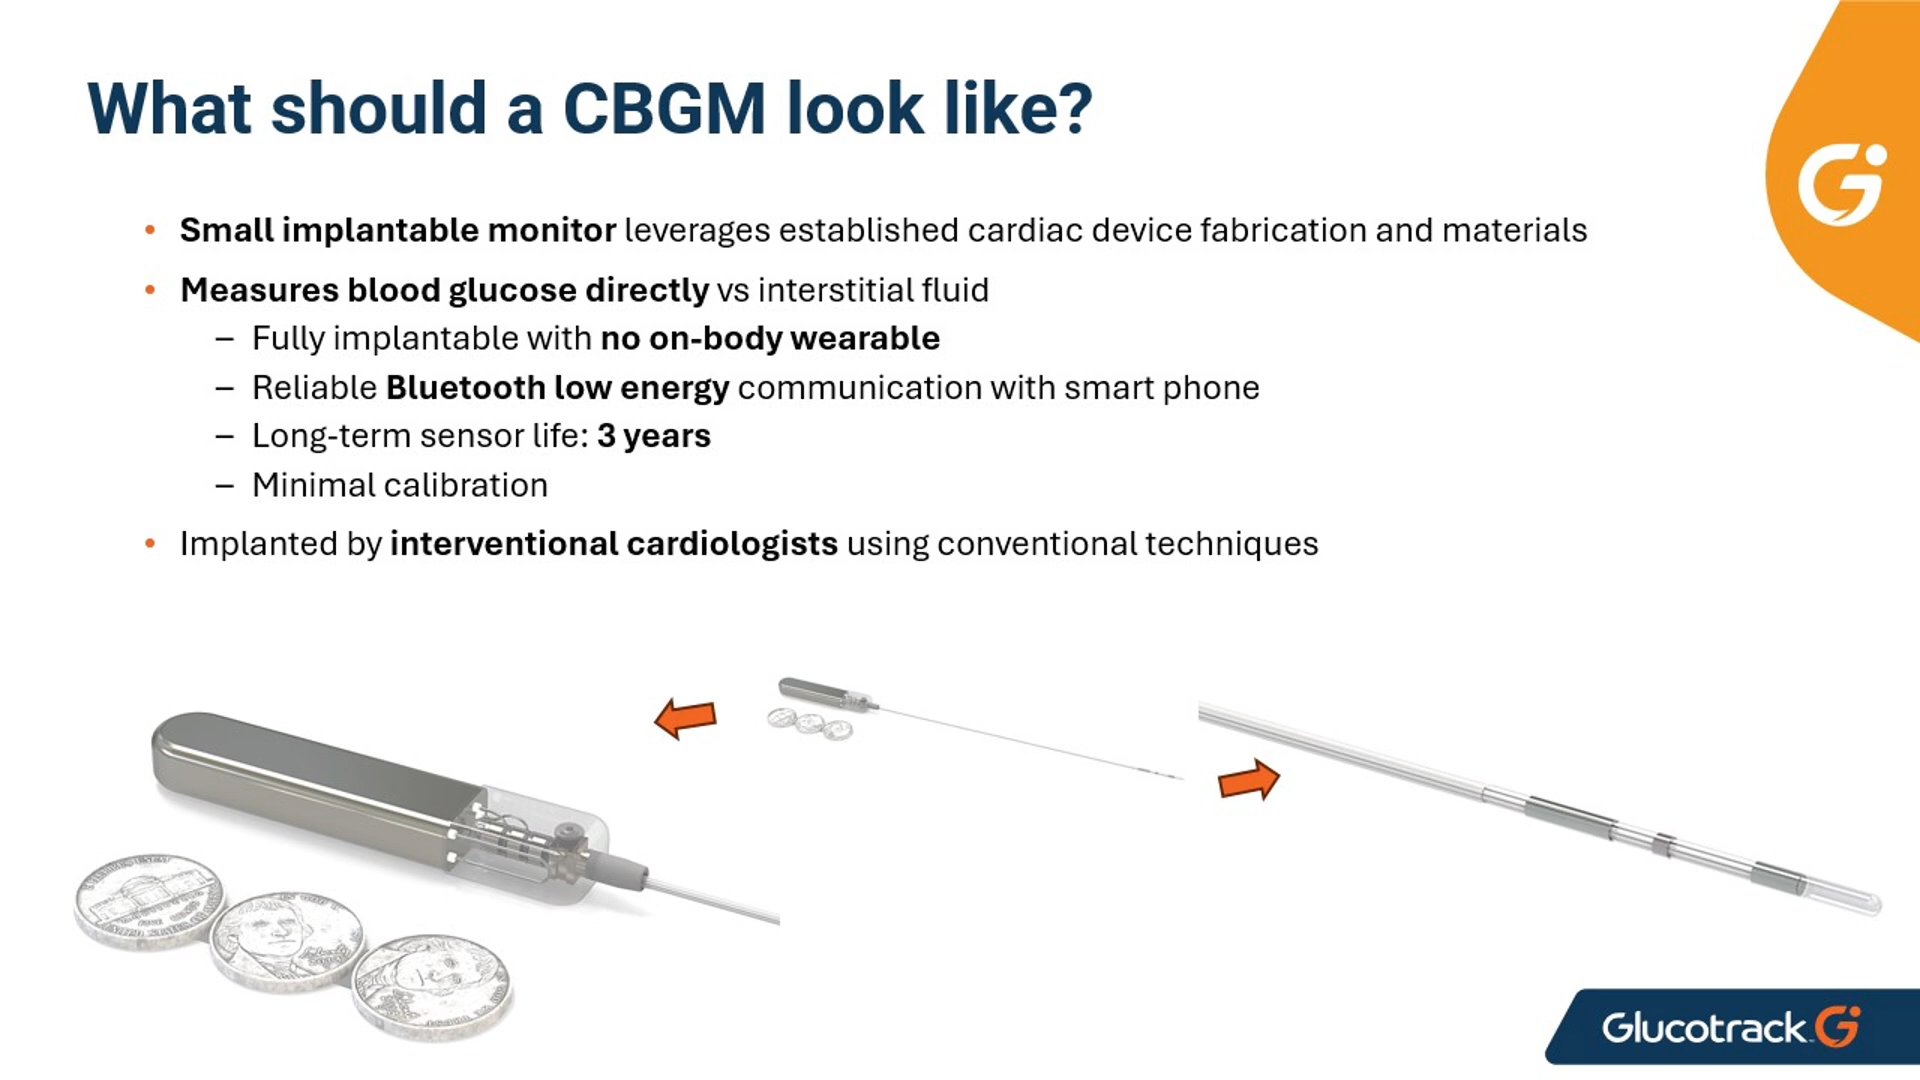 What should a CBGM look like?
• Small implantable monitor leverages established cardiac device fabrication and materials
• Measures blood glucose directly vs interstitial fluid
– Fully implantable with no on-body wearable
– Reliable Bluetooth low energy communication with smart phone
– Long-term sensor life: 3 years
– Minimal calibration
• Implanted by interventional cardiologists using conventional techniques
Glucotrack